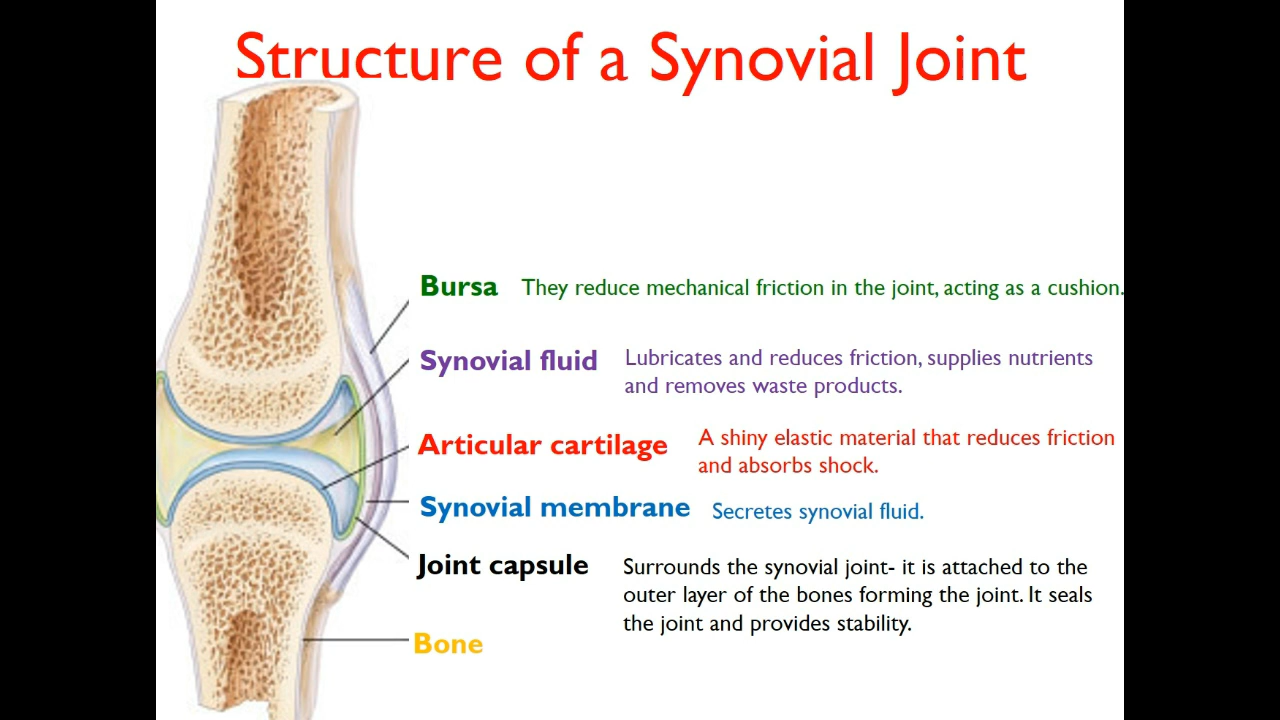 Structure of a Synovial Joint
Bursa They reduce mechanical friction in the joint, acting as a cushion.
Synovial fluid Lubricates and reduces friction, supplies nutrients
and removes waste products.
Articular cartilage A shiny elastic material that reduces friction
and absorbs shock.
Synovial membrane Secretes synovial fluid.
Joint capsule Surrounds the synovial joint- it is attached to the
outer layer of the bones forming the joint. It seals
the joint and provides stability.
Bone